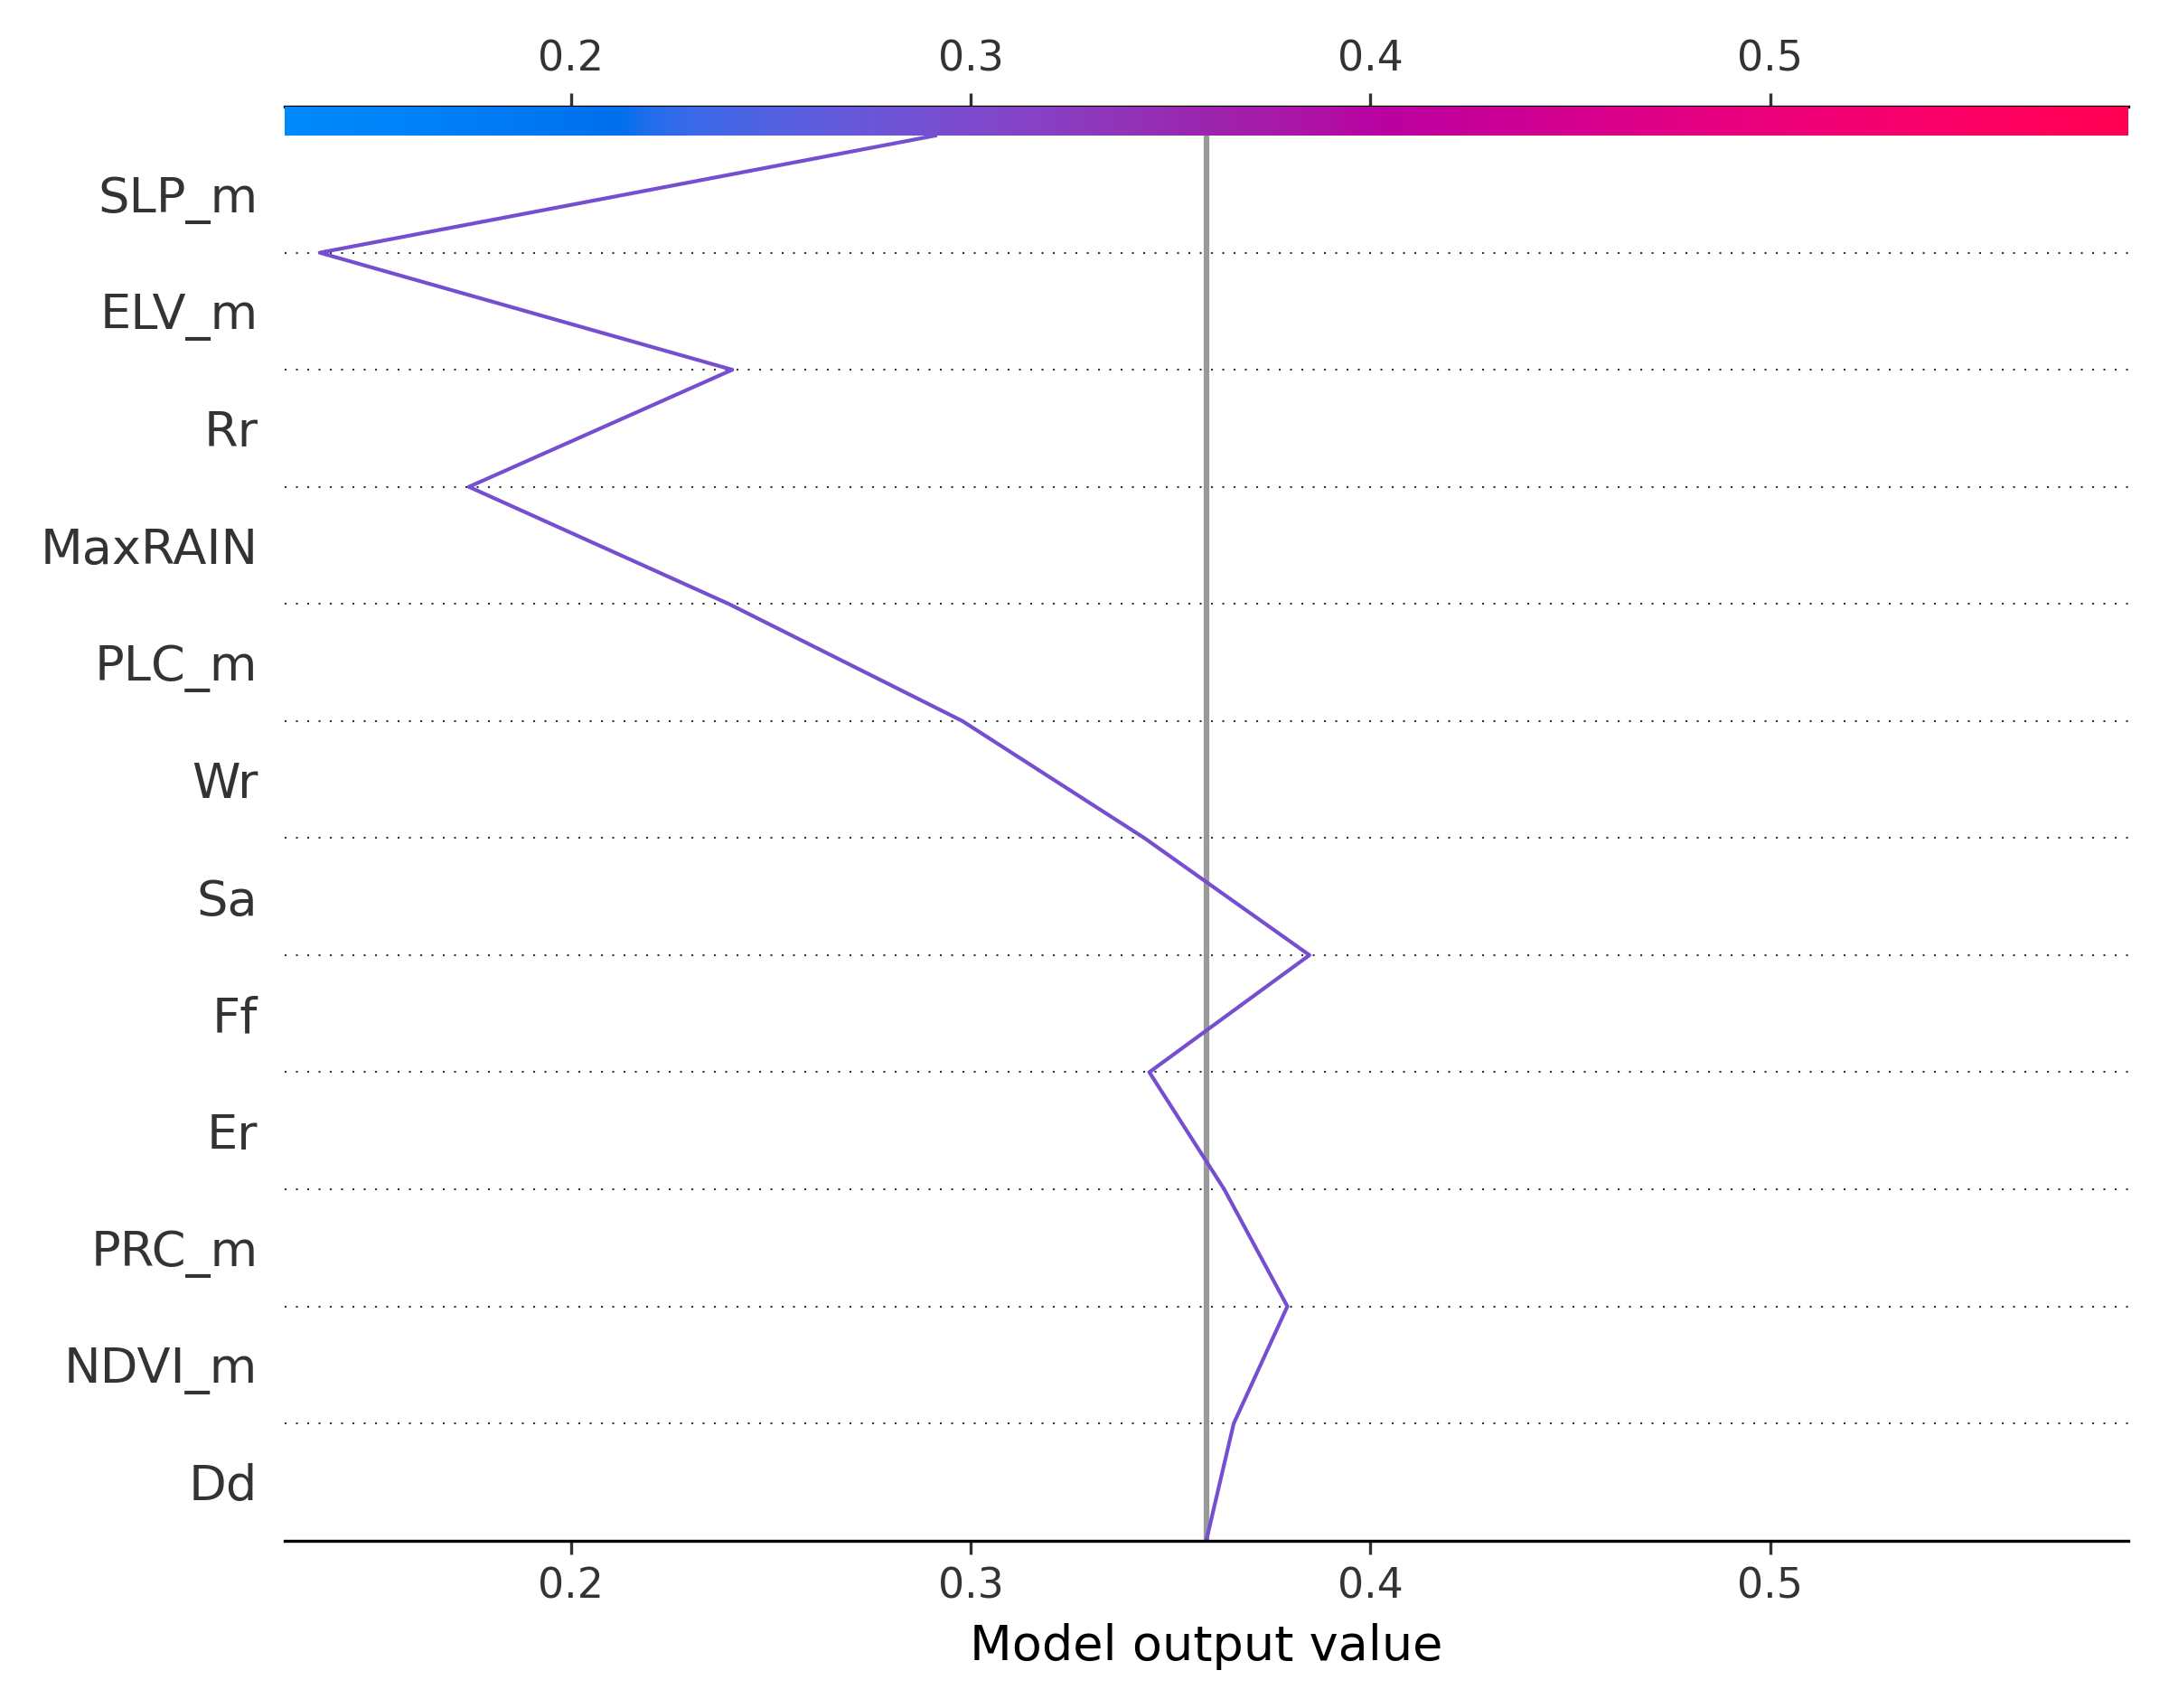 0.2 0.3 0.4 0.5
SLP_m
ELV_m
Rr
MaxRAIN
PLC_m
Wr
Sa
Ff
Er
PRC_m
NDVI_m
Dd
0.2 0.3 0.4 0.5
Model output value